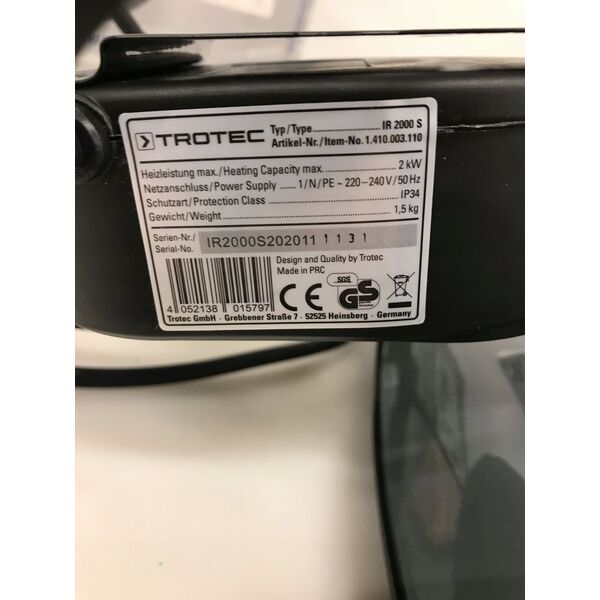 TROTEC
Typ/Type.......................IR 2000 S
Artikel-Nr./Item-No. 1.410.003.110
Heizleistung max./Heating Capacity max. .................. 2 kW
Netzanschluss/Power Supply ...... 1/N/PE ~ 220–240V/50 Hz
Schutzart/Protection Class .................................. IP34
Gewicht/Weight .................................................. 1,5 kg
Serien-Nr./
Serial-No.
IR2000S202011 1 1 3 1
Design and Quality by Trotec
Made in PRC
SGS
CE GS
4 052138 015797
Trotec GmbH · Grebbener Straße 7 · 52525 Heinsberg · Germany